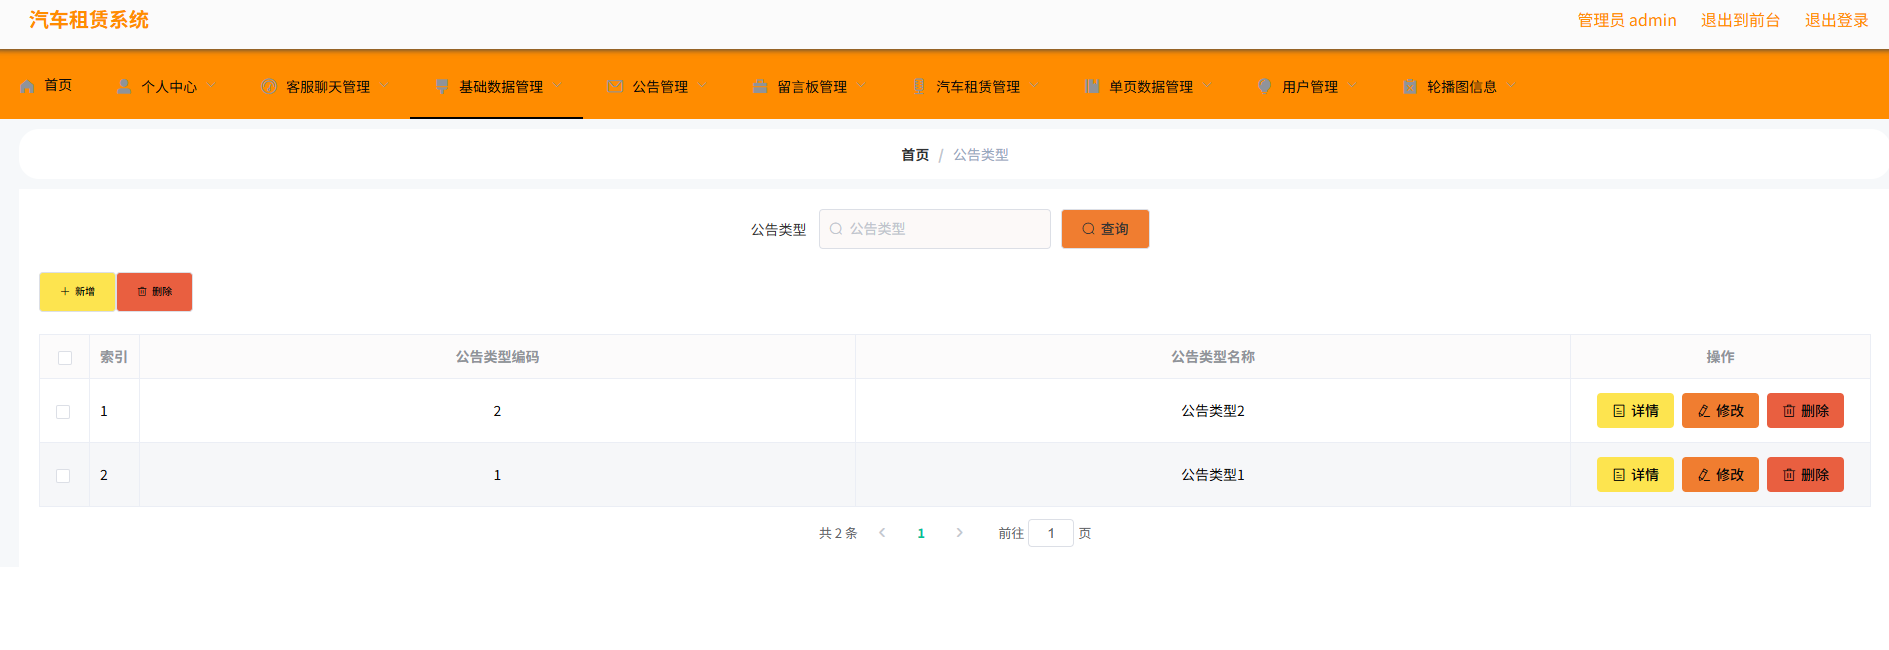 汽车租赁系统
管理员 admin 退出到前台 退出登录
首页 个人中心 客服聊天管理 基础数据管理 公告管理 留言板管理 汽车租赁管理 单页数据管理 用户管理 轮播图信息
首页 / 公告类型
公告类型 公告类型 查询
新增 删除
索引 公告类型编码 公告类型名称 操作
1 2 公告类型2 详情 修改 删除
2 1 公告类型1 详情 修改 删除
共 2 条 1 前往 1 页